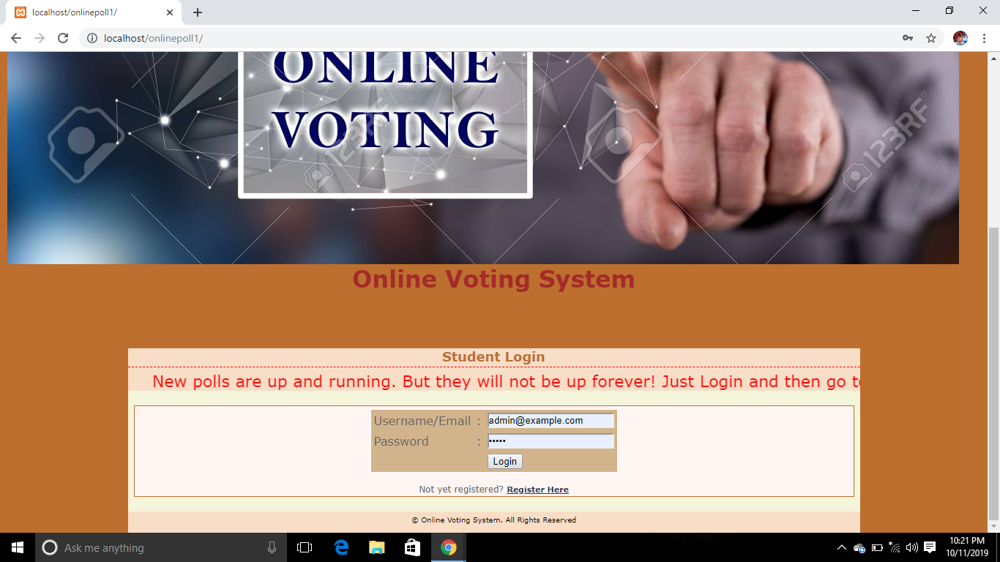 localhost/onlinepoll1/
localhost/onlinepoll1/
ONLINE
VOTING
123RF
123RF
Online Voting System
Student Login
New polls are up and running. But they will not be up forever! Just Login and then go to
Username/Email : admin@example.com
Password : •••••
Login
Not yet registered? Register Here
© Online Voting System. All Rights Reserved
Ask me anything
10:21 PM
10/11/2019